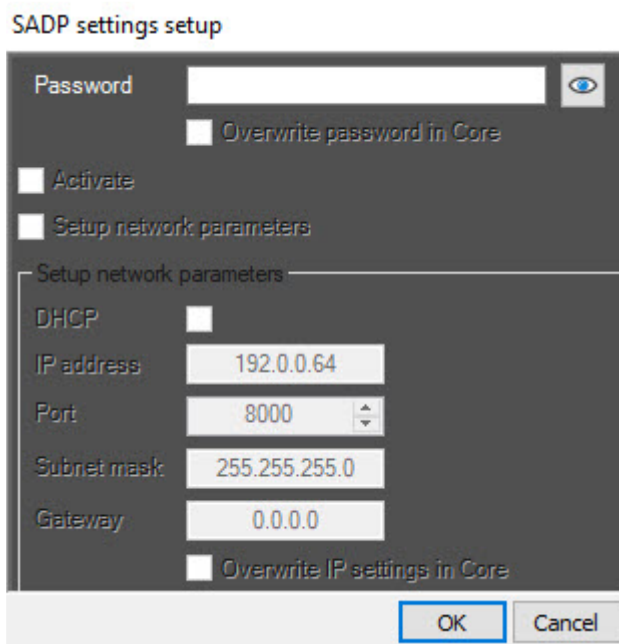 SADP settings setup
Password
Overwrite password in Core
Activate
Setup network parameters
Setup network parameters
DHCP
IP address 192.0.0.64
Port 8000
Subnet mask 255.255.255.0
Gateway 0.0.0.0
Overwrite IP settings in Core
OK Cancel